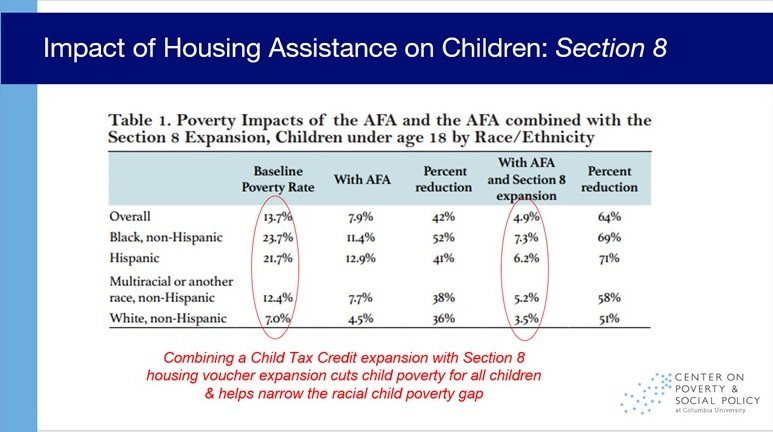 Impact of Housing Assistance on Children: Section 8
Table 1. Poverty Impacts of the AFA and the AFA combined with the
Section 8 Expansion, Children under age 18 by Race/Ethnicity
Baseline Poverty Rate With AFA Percent reduction With AFA and Section 8 expansion Percent reduction
Overall 13.7% 7.9% 42% 4.9% 64%
Black, non-Hispanic 23.7% 11.4% 52% 7.3% 69%
Hispanic 21.7% 12.9% 41% 6.2% 71%
Multiracial or another
race, non-Hispanic 12.4% 7.7% 38% 5.2% 58%
White, non-Hispanic 7.0% 4.5% 36% 3.5% 51%
Combining a Child Tax Credit expansion with Section 8
housing voucher expansion cuts child poverty for all children
& helps narrow the racial child poverty gap
CENTER ON
POVERTY &
SOCIAL POLICY
at Columbia University